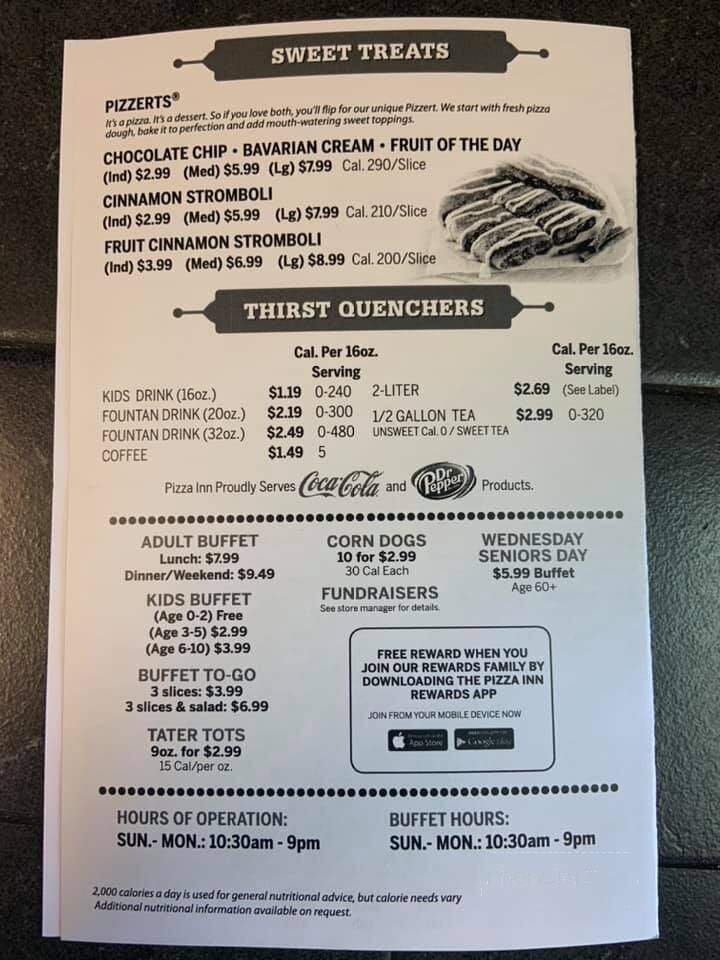 SWEET TREATS
PIZZERTS®
It's a pizza. It's a dessert. So if you love both, you'll flip for our unique Pizzert. We start with fresh pizza
dough, bake it to perfection and add mouth-watering sweet toppings.
CHOCOLATE CHIP • BAVARIAN CREAM • FRUIT OF THE DAY
(Ind) $2.99 (Med) $5.99 (Lg) $7.99 Cal. 290/Slice
CINNAMON STROMBOLI
(Ind) $2.99 (Med) $5.99 (Lg) $7.99 Cal. 210/Slice
FRUIT CINNAMON STROMBOLI
(Ind) $3.99 (Med) $6.99 (Lg) $8.99 Cal. 200/Slice
THIRST QUENCHERS
Cal. Per 16oz.
Serving
KIDS DRINK (16oz.) $1.19 0-240
FOUNTAN DRINK (20oz.) $2.19 0-300
FOUNTAN DRINK (32oz.) $2.49 0-480
COFFEE $1.49 5
Cal. Per 16oz.
Serving
2-LITER $2.69 (See Label)
1/2 GALLON TEA $2.99 0-320
UNSWEET Cal. 0 / SWEET TEA
Pizza Inn Proudly Serves Coca-Cola and Dr Pepper Products.
ADULT BUFFET
Lunch: $7.99
Dinner/Weekend: $9.49
KIDS BUFFET
(Age 0-2) Free
(Age 3-5) $2.99
(Age 6-10) $3.99
BUFFET TO-GO
3 slices: $3.99
3 slices & salad: $6.99
TATER TOTS
9oz. for $2.99
15 Cal/per oz.
CORN DOGS
10 for $2.99
30 Cal Each
FUNDRAISERS
See store manager for details.
WEDNESDAY
SENIORS DAY
$5.99 Buffet
Age 60+
FREE REWARD WHEN YOU
JOIN OUR REWARDS FAMILY BY
DOWNLOADING THE PIZZA INN
REWARDS APP
JOIN FROM YOUR MOBILE DEVICE NOW
App Store
Google play
HOURS OF OPERATION:
SUN.- MON.: 10:30am - 9pm
BUFFET HOURS:
SUN.- MON.: 10:30am - 9pm
2,000 calories a day is used for general nutritional advice, but calorie needs vary
Additional nutritional information available on request.